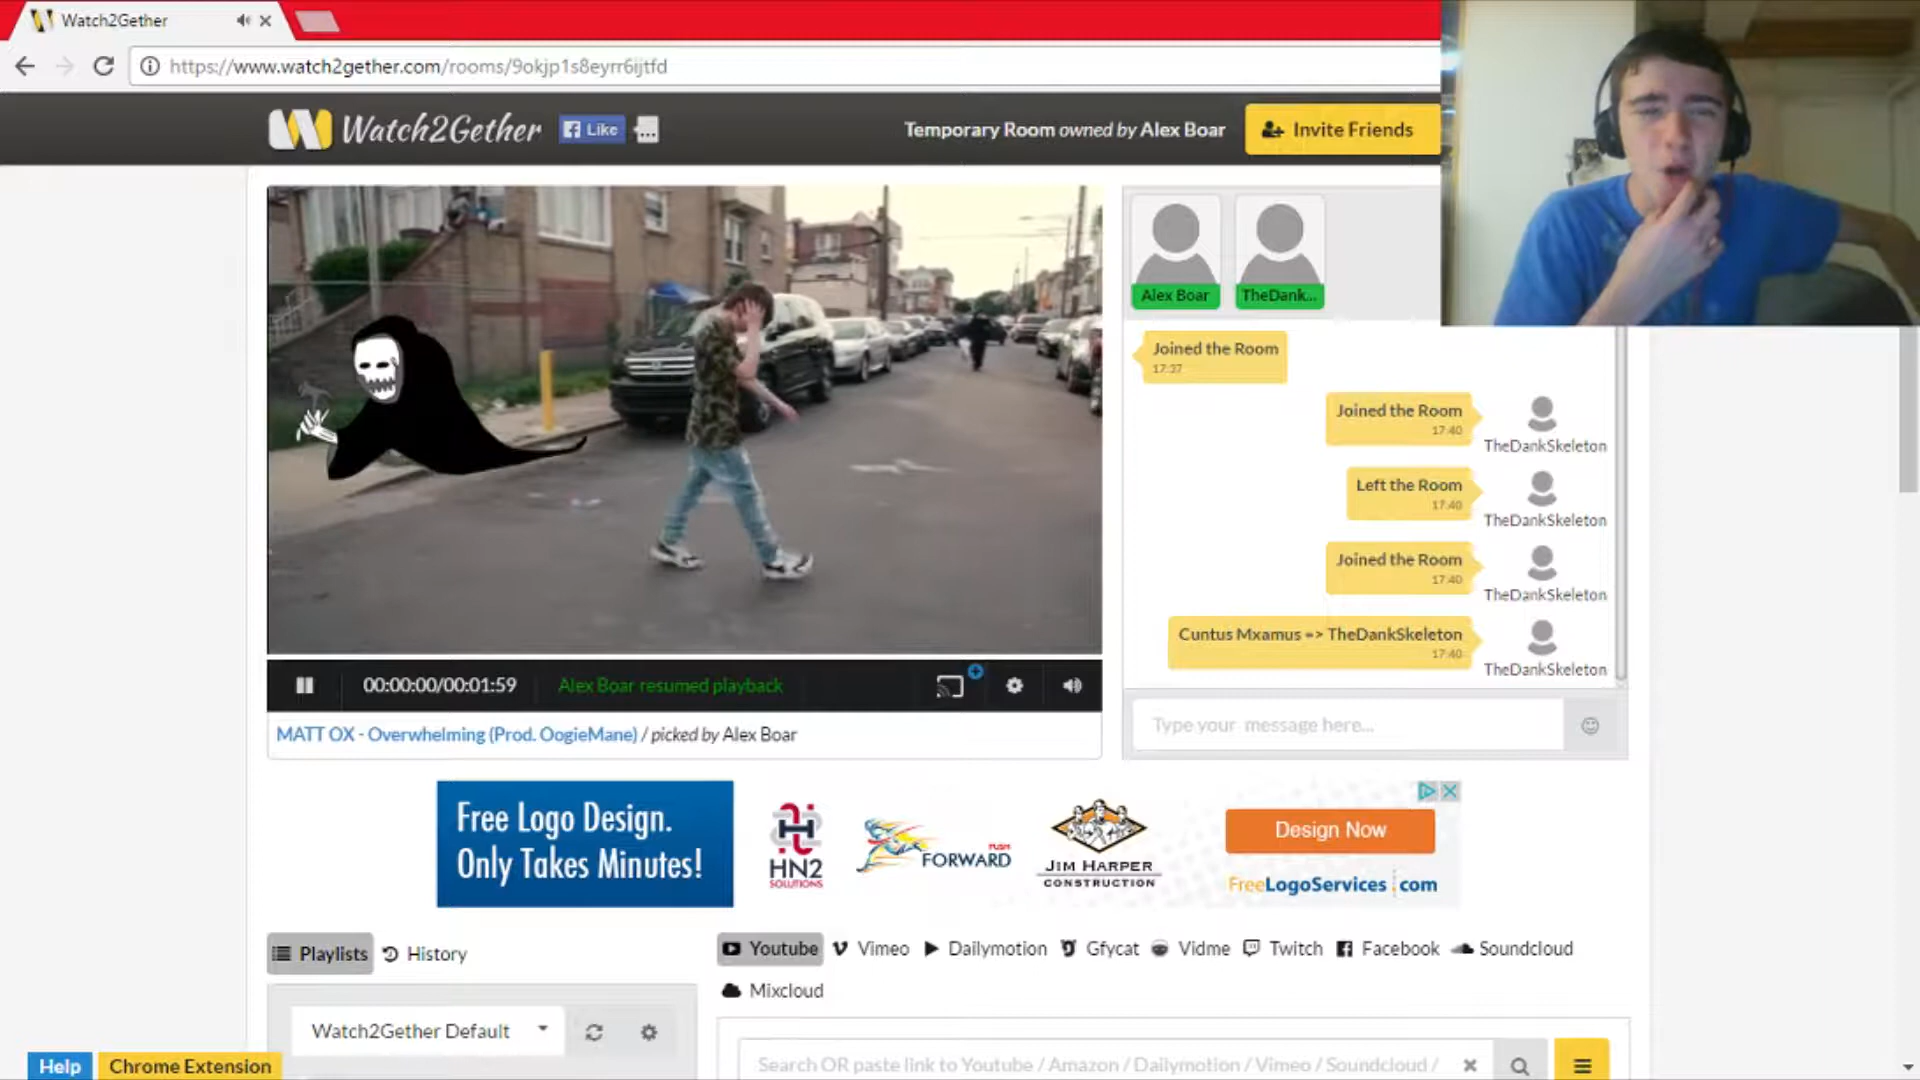 Watch2Gether
https://www.watch2gether.com/rooms/9okjp1s8eyrr6ijtfd
Watch2Gether
Like
...
Temporary Room owned by Alex Boar
Invite Friends
Alex Boar
TheDank...
Joined the Room
17:37
Joined the Room
17:40
TheDankSkeleton
Left the Room
17:40
TheDankSkeleton
Joined the Room
17:40
TheDankSkeleton
Cuntus Mxamus => TheDankSkeleton
17:40
TheDankSkeleton
Type your message here...
00:00:00/00:01:59
Alex Boar resumed playback
MATT OX - Overwhelming (Prod. OogieMane) / picked by Alex Boar
Free Logo Design.
Only Takes Minutes!
HN2
SOLUTIONS
PUSH
FORWARD
JIM HARPER
CONSTRUCTION
Design Now
FreeLogoServices.com
Playlists
History
Youtube
Vimeo
Dailymotion
Gfycat
Vidme
Twitch
Facebook
Soundcloud
Mixcloud
Watch2Gether Default
Search OR paste link to Youtube / Amazon / Dailymotion / Vimeo / Soundcloud /
Help
Chrome Extension